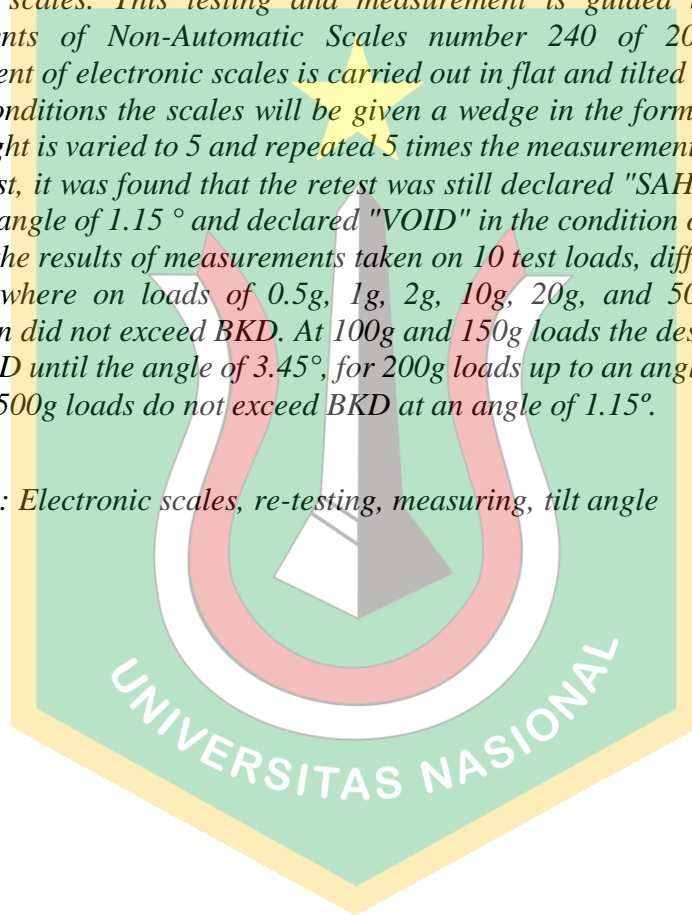 scales. This testing and measurement is guided
nts of Non-Automatic Scales number 240 of 20
ent of electronic scales is carried out in flat and tilted
onditions the scales will be given a wedge in the form
ght is varied to 5 and repeated 5 times the measurement
st, it was found that the retest was still declared "SAH
angle of 1.15 ° and declared "VOID" in the condition
he results of measurements taken on 10 test loads, diff
where on loads of 0.5g, 1g, 2g, 10g, 20g, and 50
n did not exceed BKD. At 100g and 150g loads the des
D until the angle of 3.45°, for 200g loads up to an angl
500g loads do not exceed BKD at an angle of 1.15º.
: Electronic scales, re-testing, measuring, tilt angle
UNIVERSITAS NASIONAL